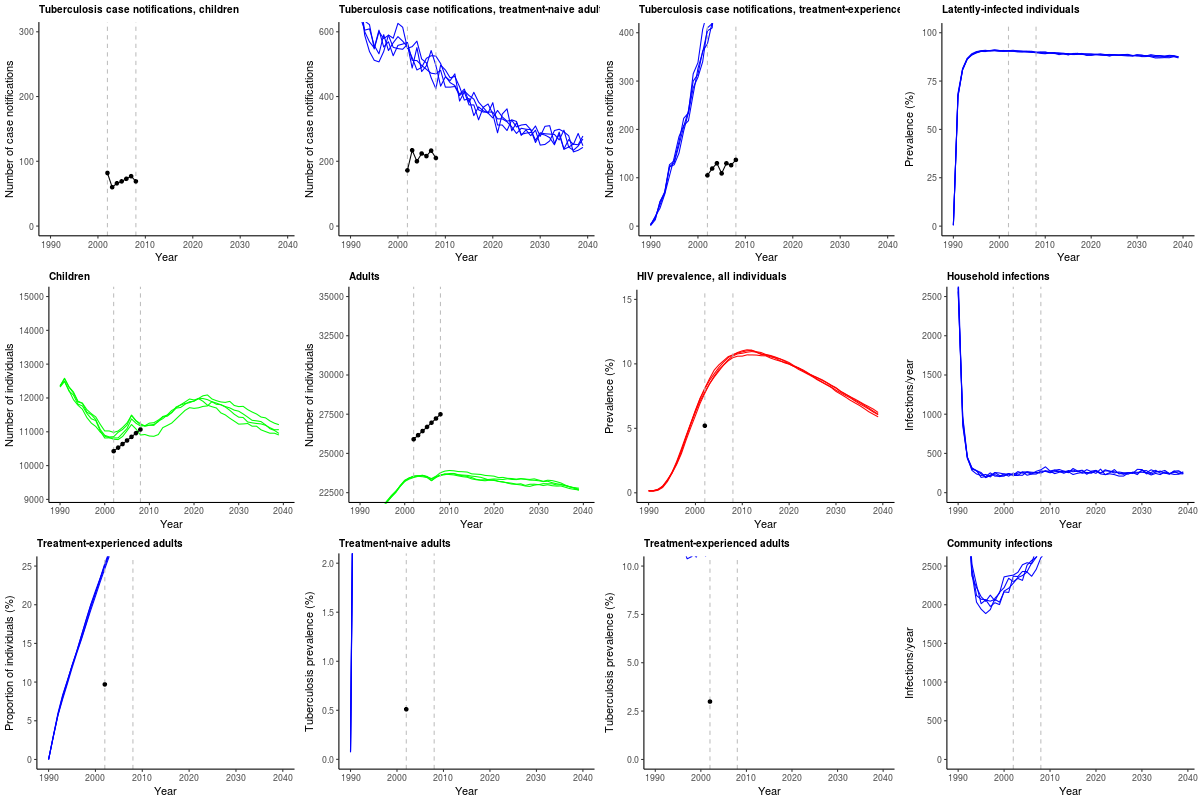 Tuberculosis case notifications, children
Number of case notifications
300
200
100
0
1990 2000 2010 2020 2030 2040
Year
Tuberculosis case notifications, treatment-naive adul
Number of case notifications
600
400
200
0
1990 2000 2010 2020 2030 2040
Year
Tuberculosis case notifications, treatment-experience
Number of case notifications
400
300
200
100
0
1990 2000 2010 2020 2030 2040
Year
Latently-infected individuals
Prevalence (%)
100
75
50
25
0
1990 2000 2010 2020 2030 2040
Year
Children
Number of individuals
15000
14000
13000
12000
11000
10000
9000
1990 2000 2010 2020 2030 2040
Year
Adults
Number of individuals
35000
32500
30000
27500
25000
22500
1990 2000 2010 2020 2030 2040
Year
HIV prevalence, all individuals
Prevalence (%)
15
10
5
0
1990 2000 2010 2020 2030 2040
Year
Household infections
Infections/year
2500
2000
1500
1000
500
0
1990 2000 2010 2020 2030 2040
Year
Treatment-experienced adults
Proportion of individuals (%)
25
20
15
10
5
0
1990 2000 2010 2020 2030 2040
Year
Treatment-naive adults
Tuberculosis prevalence (%)
2.0
1.5
1.0
0.5
0.0
1990 2000 2010 2020 2030 2040
Year
Treatment-experienced adults
Tuberculosis prevalence (%)
10.0
7.5
5.0
2.5
0.0
1990 2000 2010 2020 2030 2040
Year
Community infections
Infections/year
2500
2000
1500
1000
500
0
1990 2000 2010 2020 2030 2040
Year